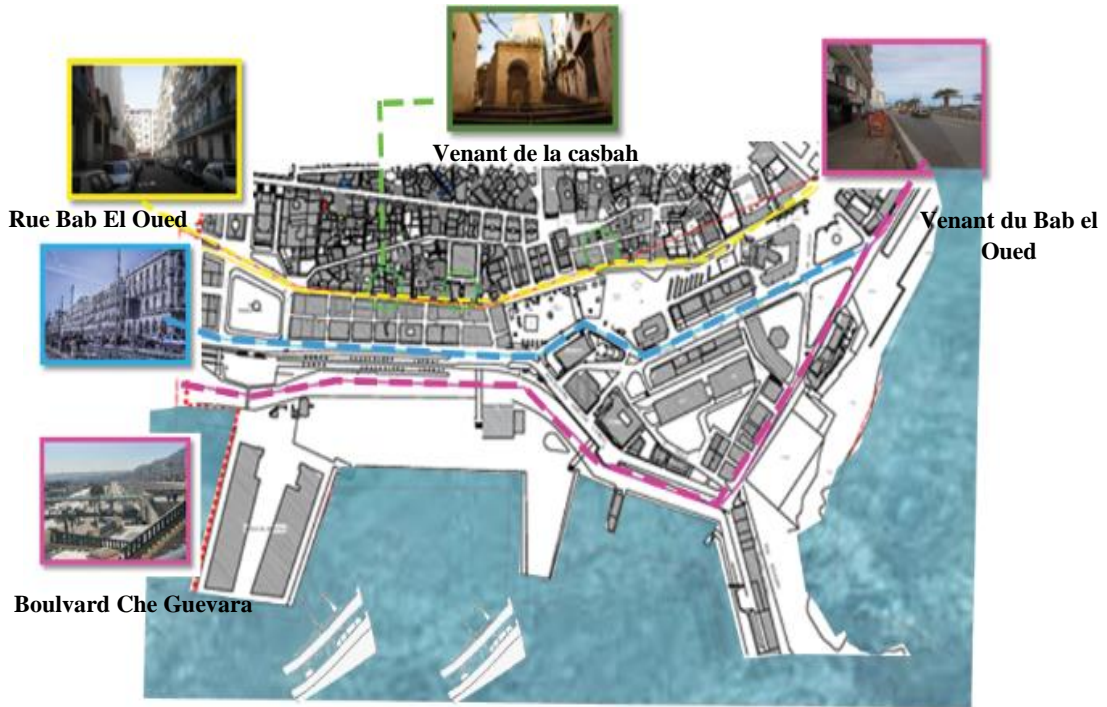 Venant de la casbah
Rue Bab El Oued
Venant du Bab el
Oued
Boulvard Che Guevara